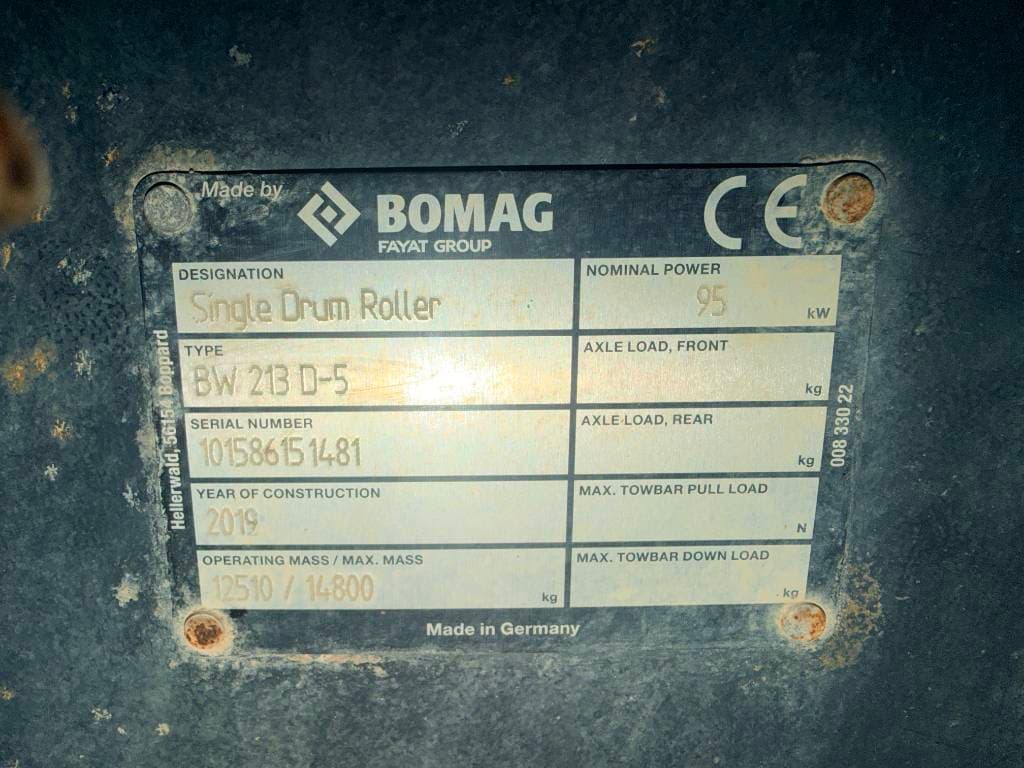 Made by
BOMAG
FAYAT GROUP
CE
DESIGNATION
Single Drum Roller
NOMINAL POWER
95 kW
TYPE
BW 213 D-5
AXLE LOAD, FRONT
kg
SERIAL NUMBER
101586151481
AXLE LOAD, REAR
kg
YEAR OF CONSTRUCTION
2019
MAX. TOWBAR PULL LOAD
N
OPERATING MASS / MAX. MASS
12510 / 14800 kg
MAX. TOWBAR DOWN LOAD
kg
Made in Germany
Hellerwald, 56154 Boppard
008 330 22